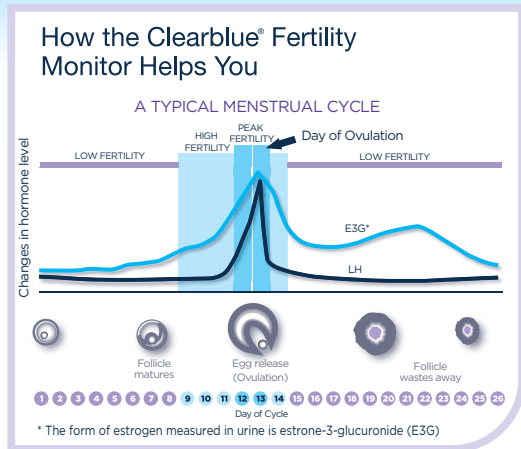 How the Clearblue® Fertility
Monitor Helps You
A TYPICAL MENSTRUAL CYCLE
LOW FERTILITY
HIGH
FERTILITY
PEAK
FERTILITY
Day of Ovulation
LOW FERTILITY
Changes in hormone level
E3G*
LH
Follicle
matures
Egg release
(Ovulation)
Follicle
wastes away
1 2 3 4 5 6 7 8 9 10 11 12 13 14 15 16 17 18 19 20 21 22 23 24 25 26
Day of Cycle
* The form of estrogen measured in urine is estrone-3-glucuronide (E3G)